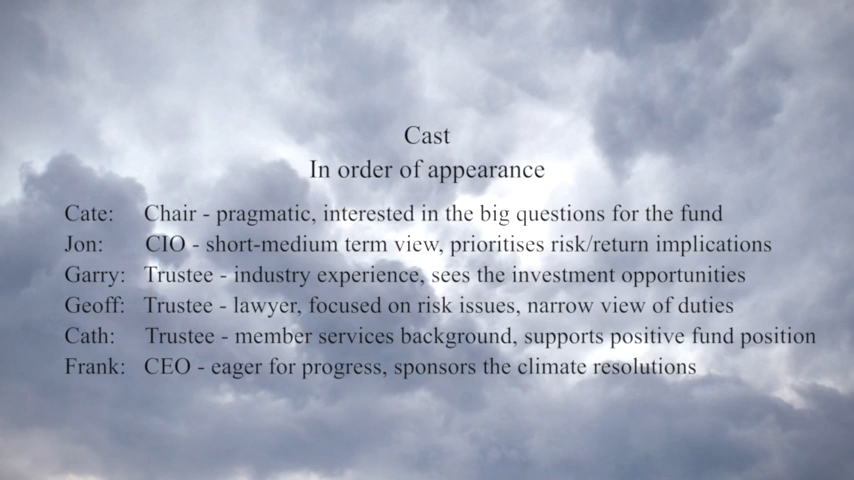 Cast
In order of appearance
Cate: Chair - pragmatic, interested in the big questions for the fund
Jon: CIO - short-medium term view, prioritises risk/return implications
Garry: Trustee - industry experience, sees the investment opportunities
Geoff: Trustee - lawyer, focused on risk issues, narrow view of duties
Cath: Trustee - member services background, supports positive fund position
Frank: CEO - eager for progress, sponsors the climate resolutions